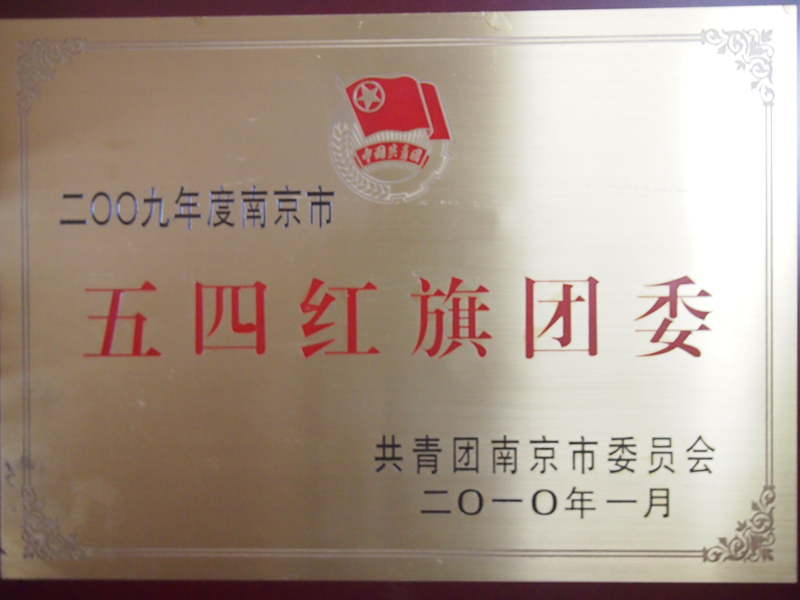 中国共青团
二〇〇九年度南京市
五四红旗团委
共青团南京市委员会
二〇一〇年一月